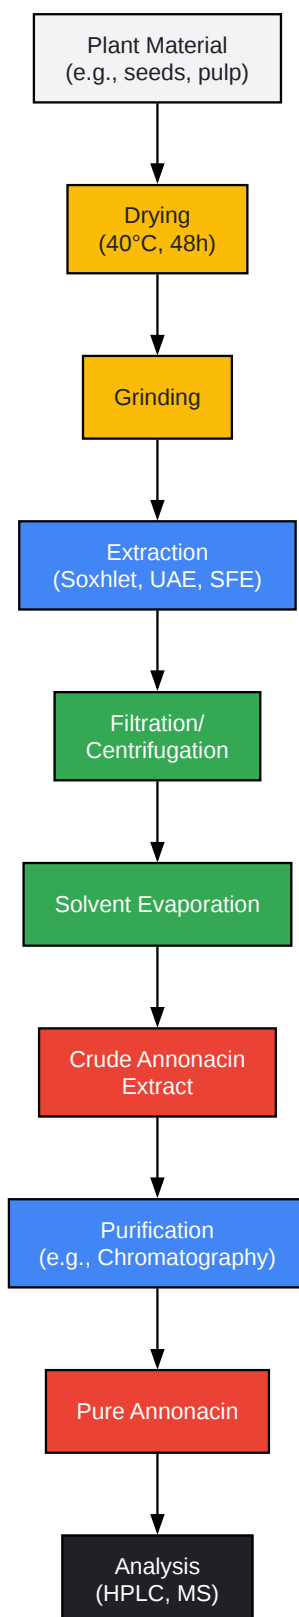 Plant Material
(e.g., seeds, pulp)
Drying
(40°C, 48h)
Grinding
Extraction
(Soxhlet, UAE, SFE)
Filtration/
Centrifugation
Solvent Evaporation
Crude Annonacin
Extract
Purification
(e.g., Chromatography)
Pure Annonacin
Analysis
(HPLC, MS)